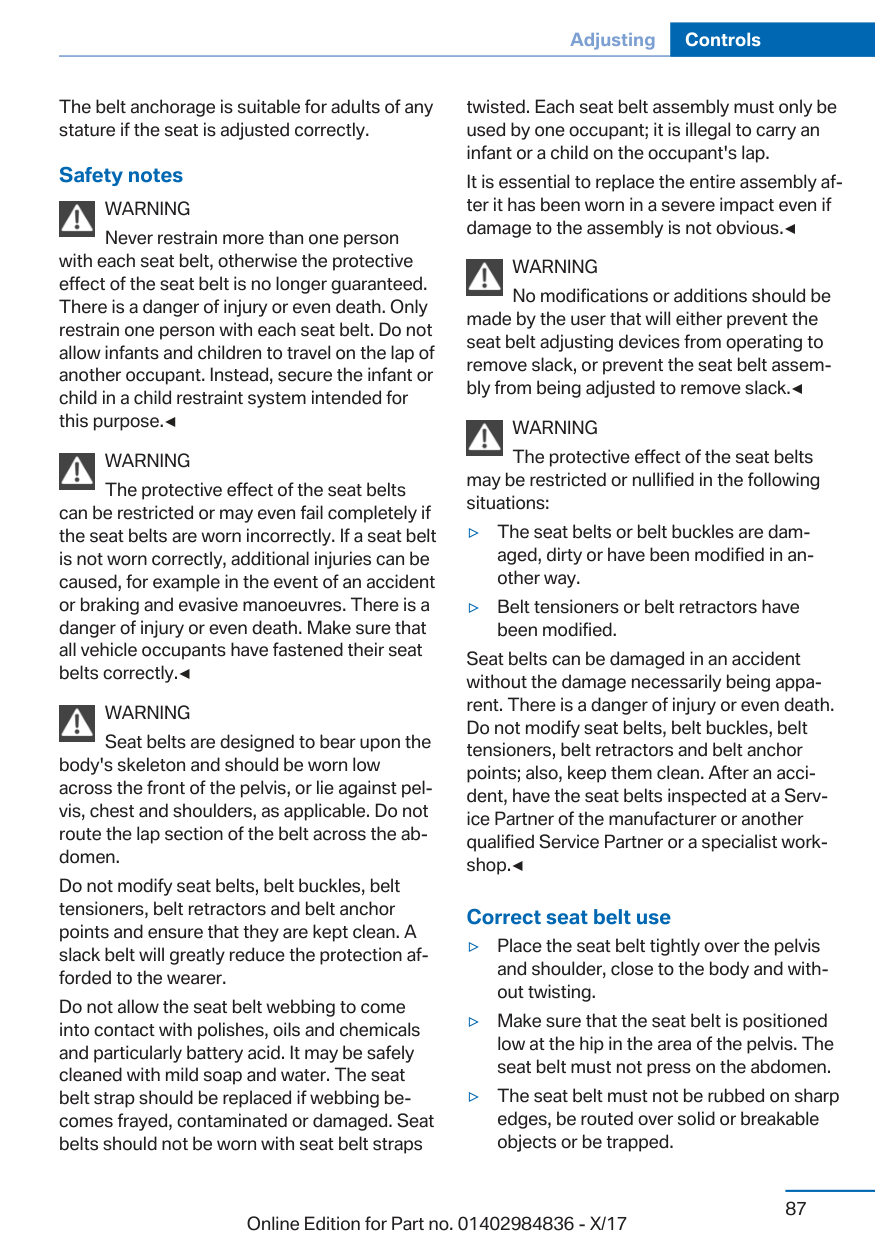 Adjusting Controls
The belt anchorage is suitable for adults of any
stature if the seat is adjusted correctly.
Safety notes
WARNING
Never restrain more than one person
with each seat belt, otherwise the protective
effect of the seat belt is no longer guaranteed.
There is a danger of injury or even death. Only
restrain one person with each seat belt. Do not
allow infants and children to travel on the lap of
another occupant. Instead, secure the infant or
child in a child restraint system intended for
this purpose.◄
WARNING
The protective effect of the seat belts
can be restricted or may even fail completely if
the seat belts are worn incorrectly. If a seat belt
is not worn correctly, additional injuries can be
caused, for example in the event of an accident
or braking and evasive manoeuvres. There is a
danger of injury or even death. Make sure that
all vehicle occupants have fastened their seat
belts correctly.◄
WARNING
Seat belts are designed to bear upon the
body's skeleton and should be worn low
across the front of the pelvis, or lie against pel-
vis, chest and shoulders, as applicable. Do not
route the lap section of the belt across the ab-
domen.
Do not modify seat belts, belt buckles, belt
tensioners, belt retractors and belt anchor
points and ensure that they are kept clean. A
slack belt will greatly reduce the protection af-
forded to the wearer.
Do not allow the seat belt webbing to come
into contact with polishes, oils and chemicals
and particularly battery acid. It may be safely
cleaned with mild soap and water. The seat
belt strap should be replaced if webbing be-
comes frayed, contaminated or damaged. Seat
belts should not be worn with seat belt straps
twisted. Each seat belt assembly must only be
used by one occupant; it is illegal to carry an
infant or a child on the occupant's lap.
It is essential to replace the entire assembly af-
ter it has been worn in a severe impact even if
damage to the assembly is not obvious.◄
WARNING
No modifications or additions should be
made by the user that will either prevent the
seat belt adjusting devices from operating to
remove slack, or prevent the seat belt assem-
bly from being adjusted to remove slack.◄
WARNING
The protective effect of the seat belts
may be restricted or nullified in the following
situations:
▷ The seat belts or belt buckles are dam-
aged, dirty or have been modified in an-
other way.
▷ Belt tensioners or belt retractors have
been modified.
Seat belts can be damaged in an accident
without the damage necessarily being appa-
rent. There is a danger of injury or even death.
Do not modify seat belts, belt buckles, belt
tensioners, belt retractors and belt anchor
points; also, keep them clean. After an acci-
dent, have the seat belts inspected at a Serv-
ice Partner of the manufacturer or another
qualified Service Partner or a specialist work-
shop.◄
Correct seat belt use
▷ Place the seat belt tightly over the pelvis
and shoulder, close to the body and with-
out twisting.
▷ Make sure that the seat belt is positioned
low at the hip in the area of the pelvis. The
seat belt must not press on the abdomen.
▷ The seat belt must not be rubbed on sharp
edges, be routed over solid or breakable
objects or be trapped.
87
Online Edition for Part no. 01402984836 - X/17